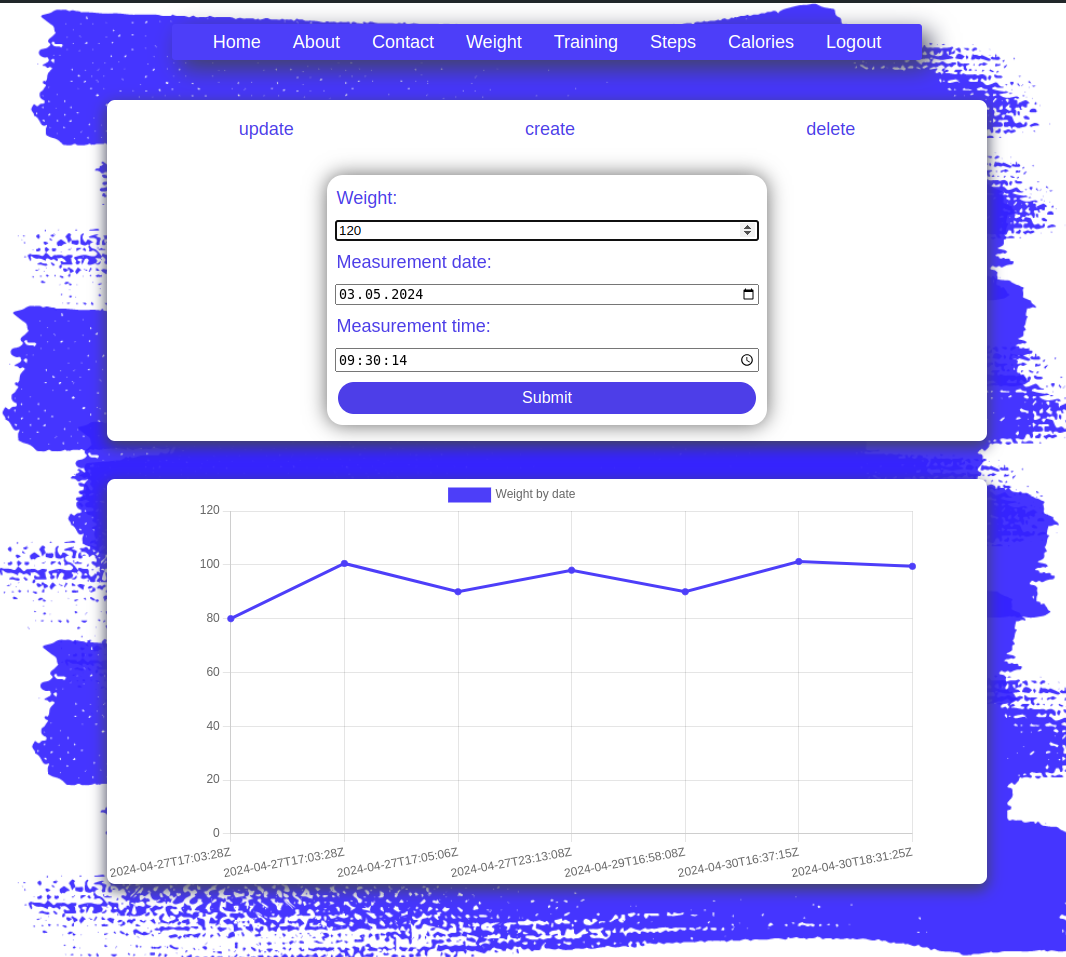 Home About Contact Weight Training Steps Calories Logout
update create delete
Weight:
120
Measurement date:
03.05.2024
Measurement time:
09:30:14
Submit
Weight by date
120
100
80
60
40
20
0
2024-04-27T17:03:28Z 2024-04-27T17:03:28Z 2024-04-27T17:05:06Z 2024-04-27T23:13:08Z 2024-04-29T16:58:08Z 2024-04-30T16:37:15Z 2024-04-30T18:31:25Z